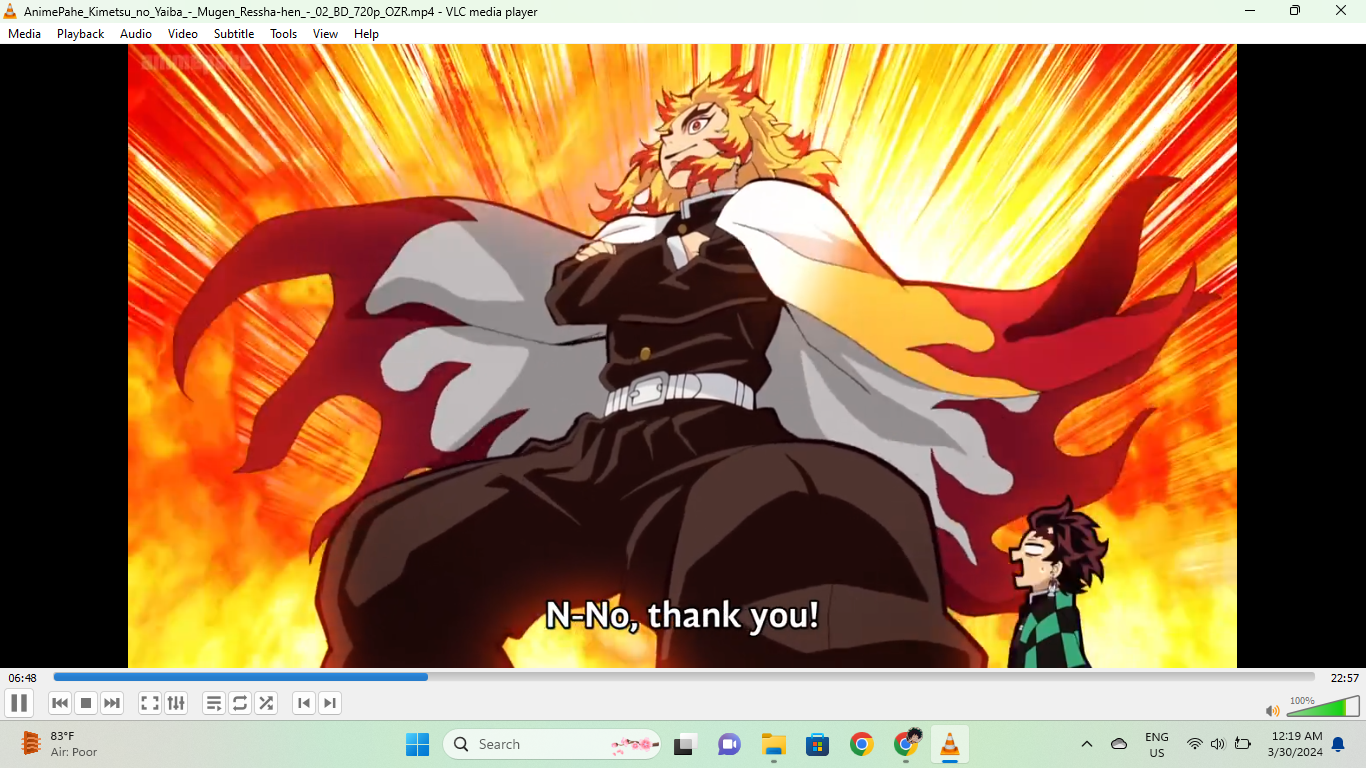 AnimePahe_Kimetsu_no_Yaiba_-_Mugen_Ressha-hen_-_02_BD_720p_OZR.mp4 - VLC media player
Media Playback Audio Video Subtitle Tools View Help
animepahe
N-No, thank you!
06:48
22:57
100%
83°F
Air: Poor
Search
ENG
US
12:19 AM
3/30/2024